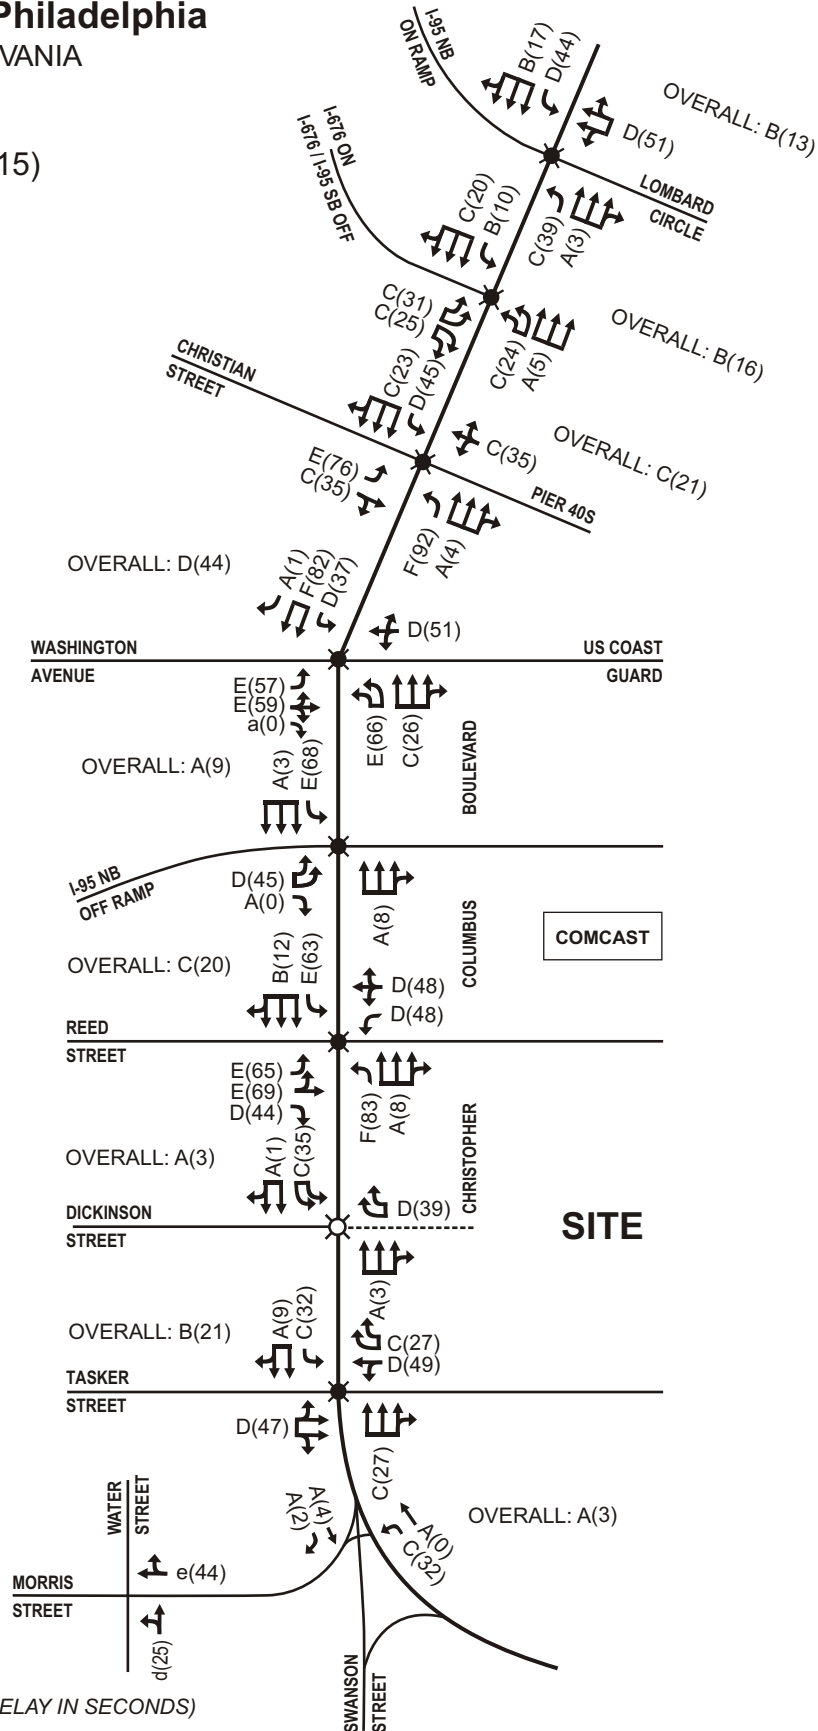 Philadelphia
VANIA
15)
I-95 NB
ON RAMP
B(17)
D(44)
D(51)
OVERALL: B(13)
LOMBARD
CIRCLE
I-676 ON
I-676 / I-95 SB OFF
C(20)
B(10)
C(39)
A(3)
C(31)
C(25)
C(24)
A(5)
OVERALL: B(16)
CHRISTIAN
STREET
C(23)
D(45)
C(35)
OVERALL: C(21)
E(76)
C(35)
PIER 40S
F(92)
A(4)
OVERALL: D(44)
A(1)
F(82)
D(37)
D(51)
WASHINGTON
AVENUE
US COAST
GUARD
E(57)
E(59)
a(0)
E(66)
C(26)
BOULEVARD
OVERALL: A(9)
A(3)
E(68)
I-95 NB
OFF RAMP
D(45)
A(0)
A(8)
COLUMBUS
COMCAST
OVERALL: C(20)
B(12)
E(63)
D(48)
D(48)
REED
STREET
E(65)
E(69)
D(44)
F(83)
A(8)
CHRISTOPHER
OVERALL: A(3)
A(1)
C(35)
D(39)
DICKINSON
STREET
SITE
A(3)
OVERALL: B(21)
A(9)
C(32)
C(27)
D(49)
TASKER
STREET
D(47)
C(27)
WATER
STREET
A(4)
A(2)
A(0)
C(32)
OVERALL: A(3)
e(44)
MORRIS
STREET
d(25)
SWANSON
STREET
ELAY IN SECONDS)